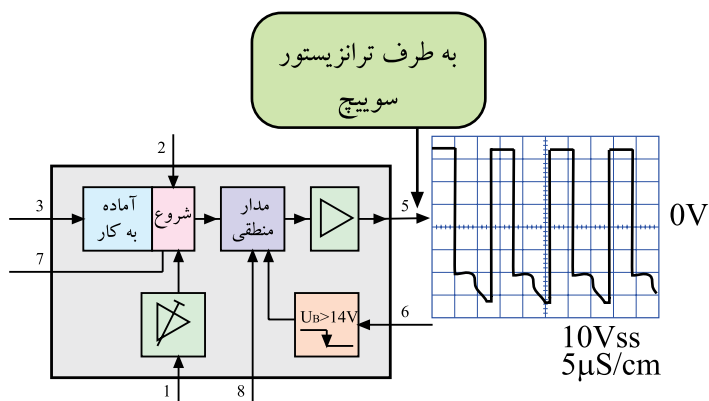 به طرف ترانزیستور
سوییچ
2
3
آماده
به کار
شروع
مدار
منطقی
5
0V
7
U_B>14V
6
10Vss
5µS/cm
1
8